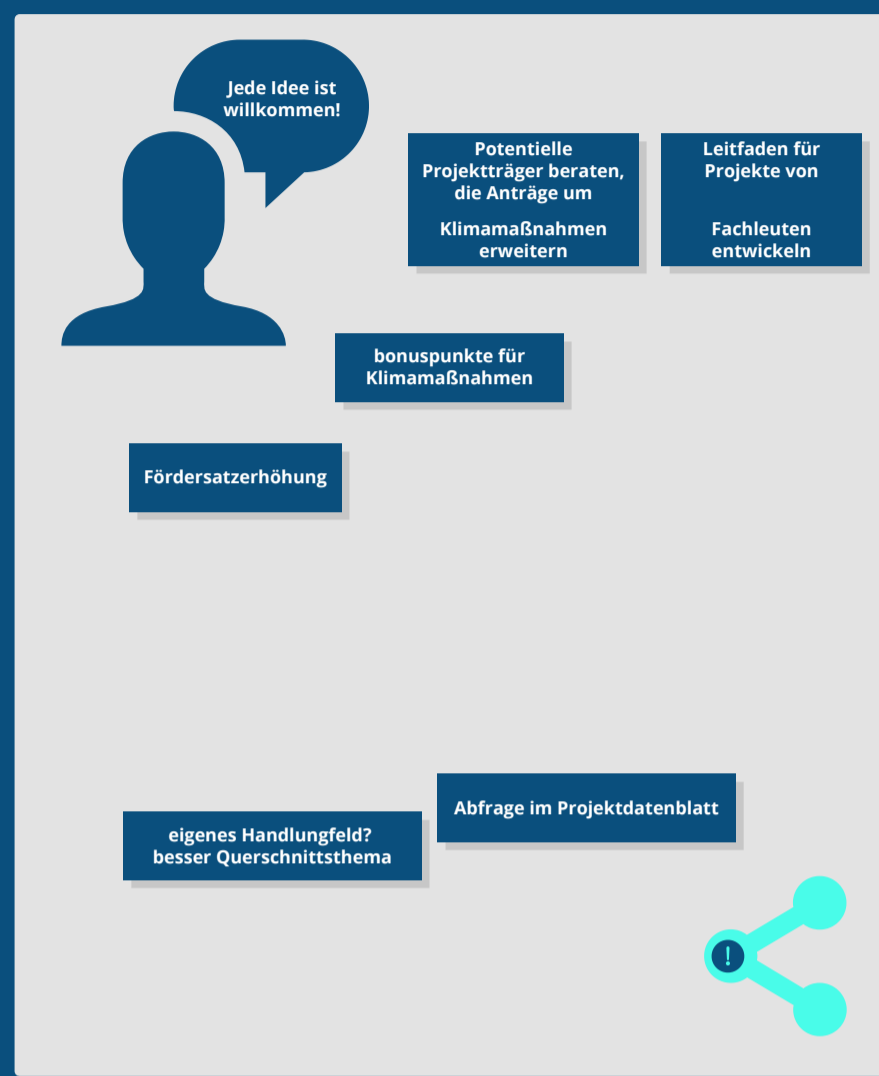 Jede Idee ist
willkommen!
Potentielle
Projektträger beraten,
die Anträge um
Klimamaßnahmen
erweitern
Leitfaden für
Projekte von
Fachleuten
entwickeln
bonuspunkte für
Klimamaßnahmen
Fördersatzerhöhung
Abfrage im Projektdatenblatt
eigenes Handlungfeld?
besser Querschnittsthema
!